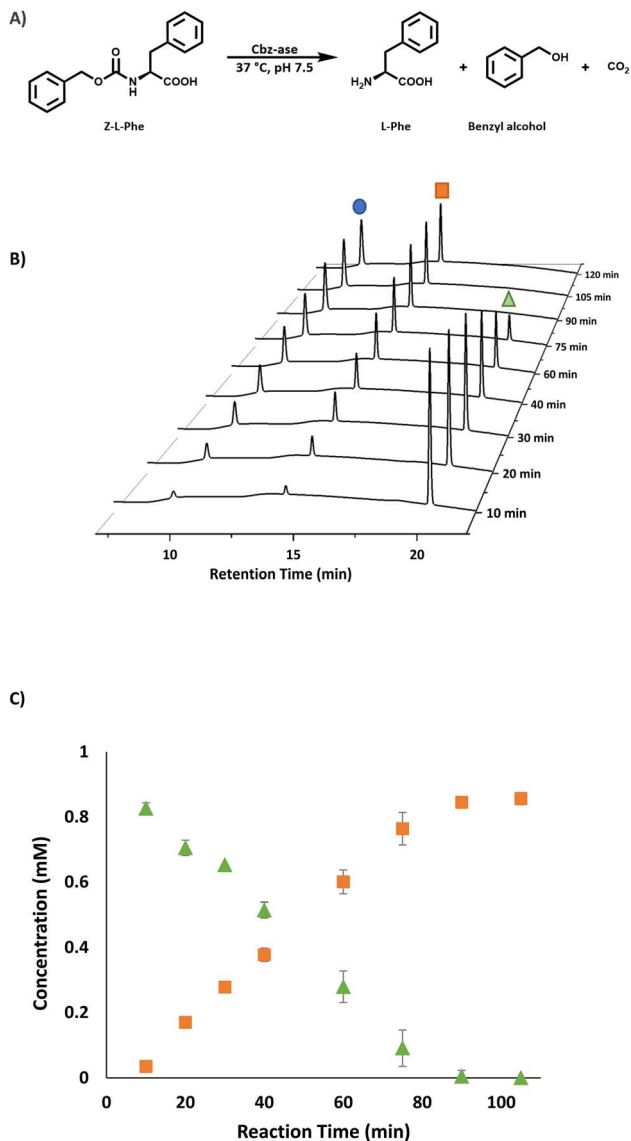 A)
O
O
N
H
COOH
Cbz-ase
37 °C, pH 7.5
H₂N
COOH
+
OH
+
CO₂
Z-L-Phe
L-Phe
Benzyl alcohol
B)
120 min
105 min
90 min
75 min
60 min
40 min
30 min
20 min
10 min
10
15
20
Retention Time (min)
C)
1
0.8
0.6
0.4
0.2
0
Concentration (mM)
0
20
40
60
80
100
Reaction Time (min)